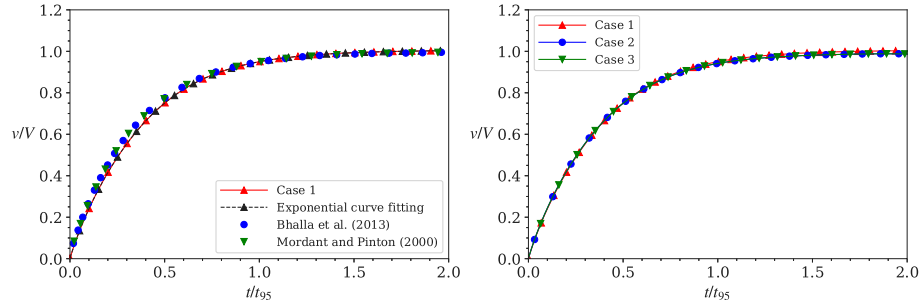 1.2
1.0
0.8
0.6
0.4
0.2
0.0
v/V
0.0
0.5
1.0
1.5
2.0
t/t95
Case 1
Exponential curve fitting
Bhalla et al. (2013)
Mordant and Pinton (2000)
1.2
1.0
0.8
0.6
0.4
0.2
0.0
v/V
0.0
0.5
1.0
1.5
2.0
t/t95
Case 1
Case 2
Case 3